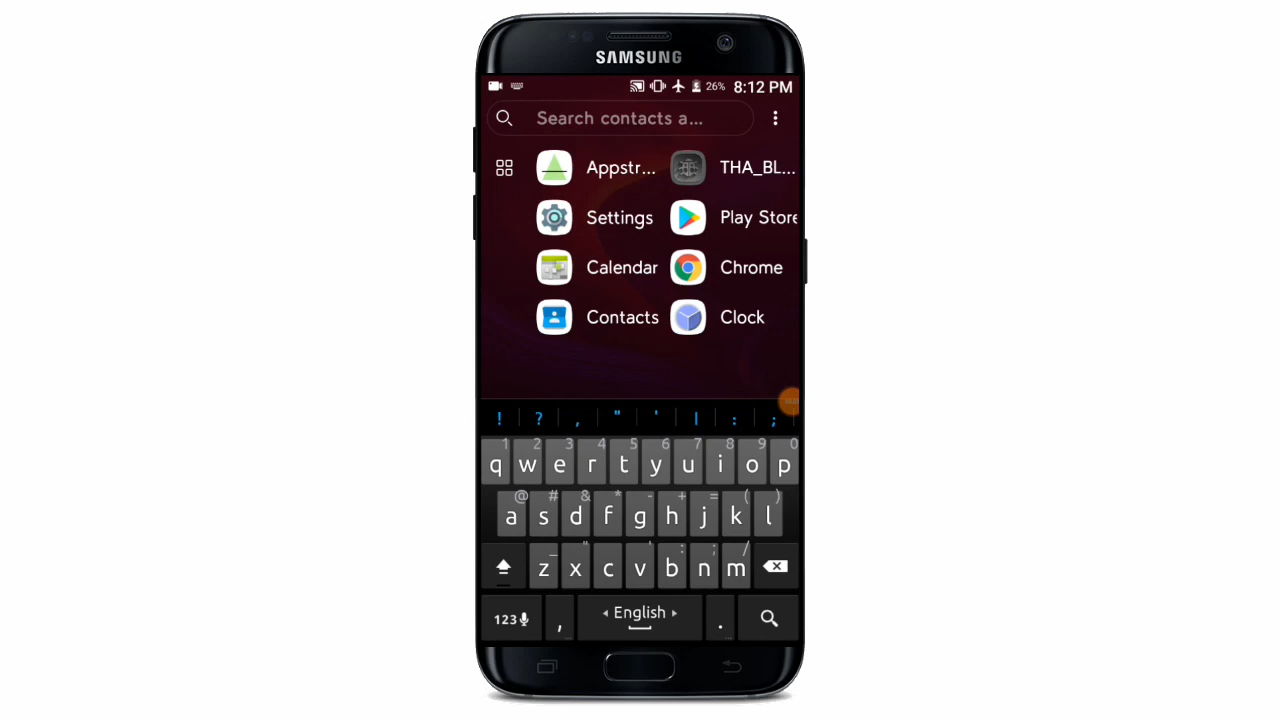 SAMSUNG
26% 8:12 PM
Search contacts a...
Appstr... THA_BL...
Settings Play Store
Calendar Chrome
Contacts Clock
! ? , " ' | : ;
1 2 3 4 5 6 7 8 9 0
q w e r t y u i o p
@ # & * - + = ( )
a s d f g h j k l
_ " ' : ; /
z x c v b n m
123 , English .